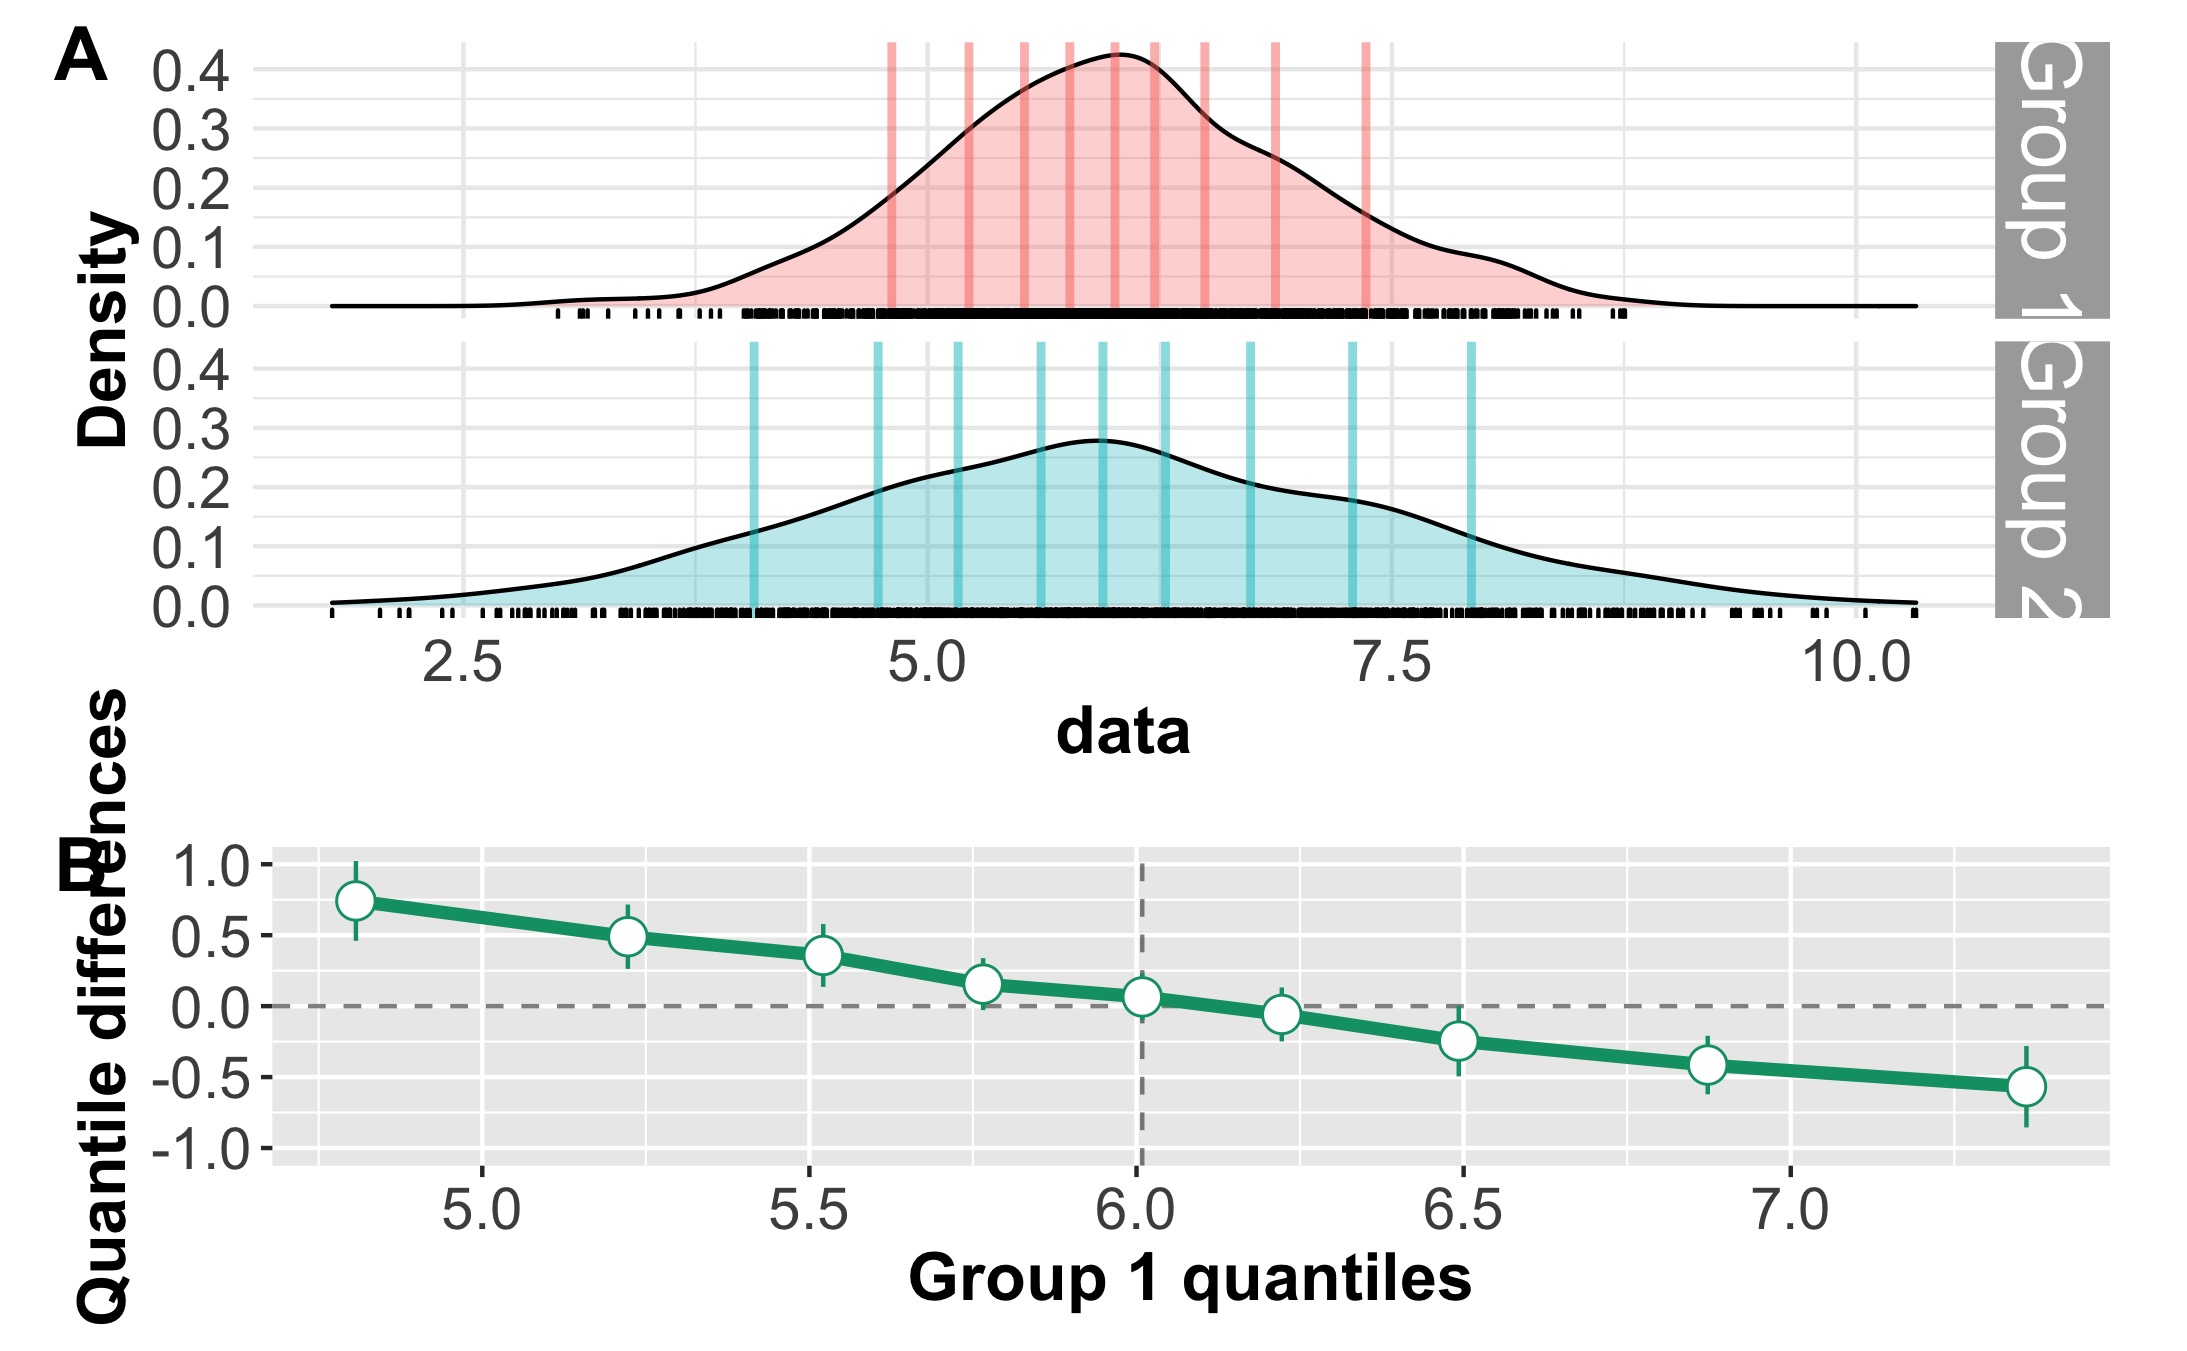 A
Density
0.4
0.3
0.2
0.1
0.0
Group 1
0.4
0.3
0.2
0.1
0.0
Group 2
2.5 5.0 7.5 10.0
data
B
Quantile differences
1.0
0.5
0.0
-0.5
-1.0
5.0 5.5 6.0 6.5 7.0
Group 1 quantiles